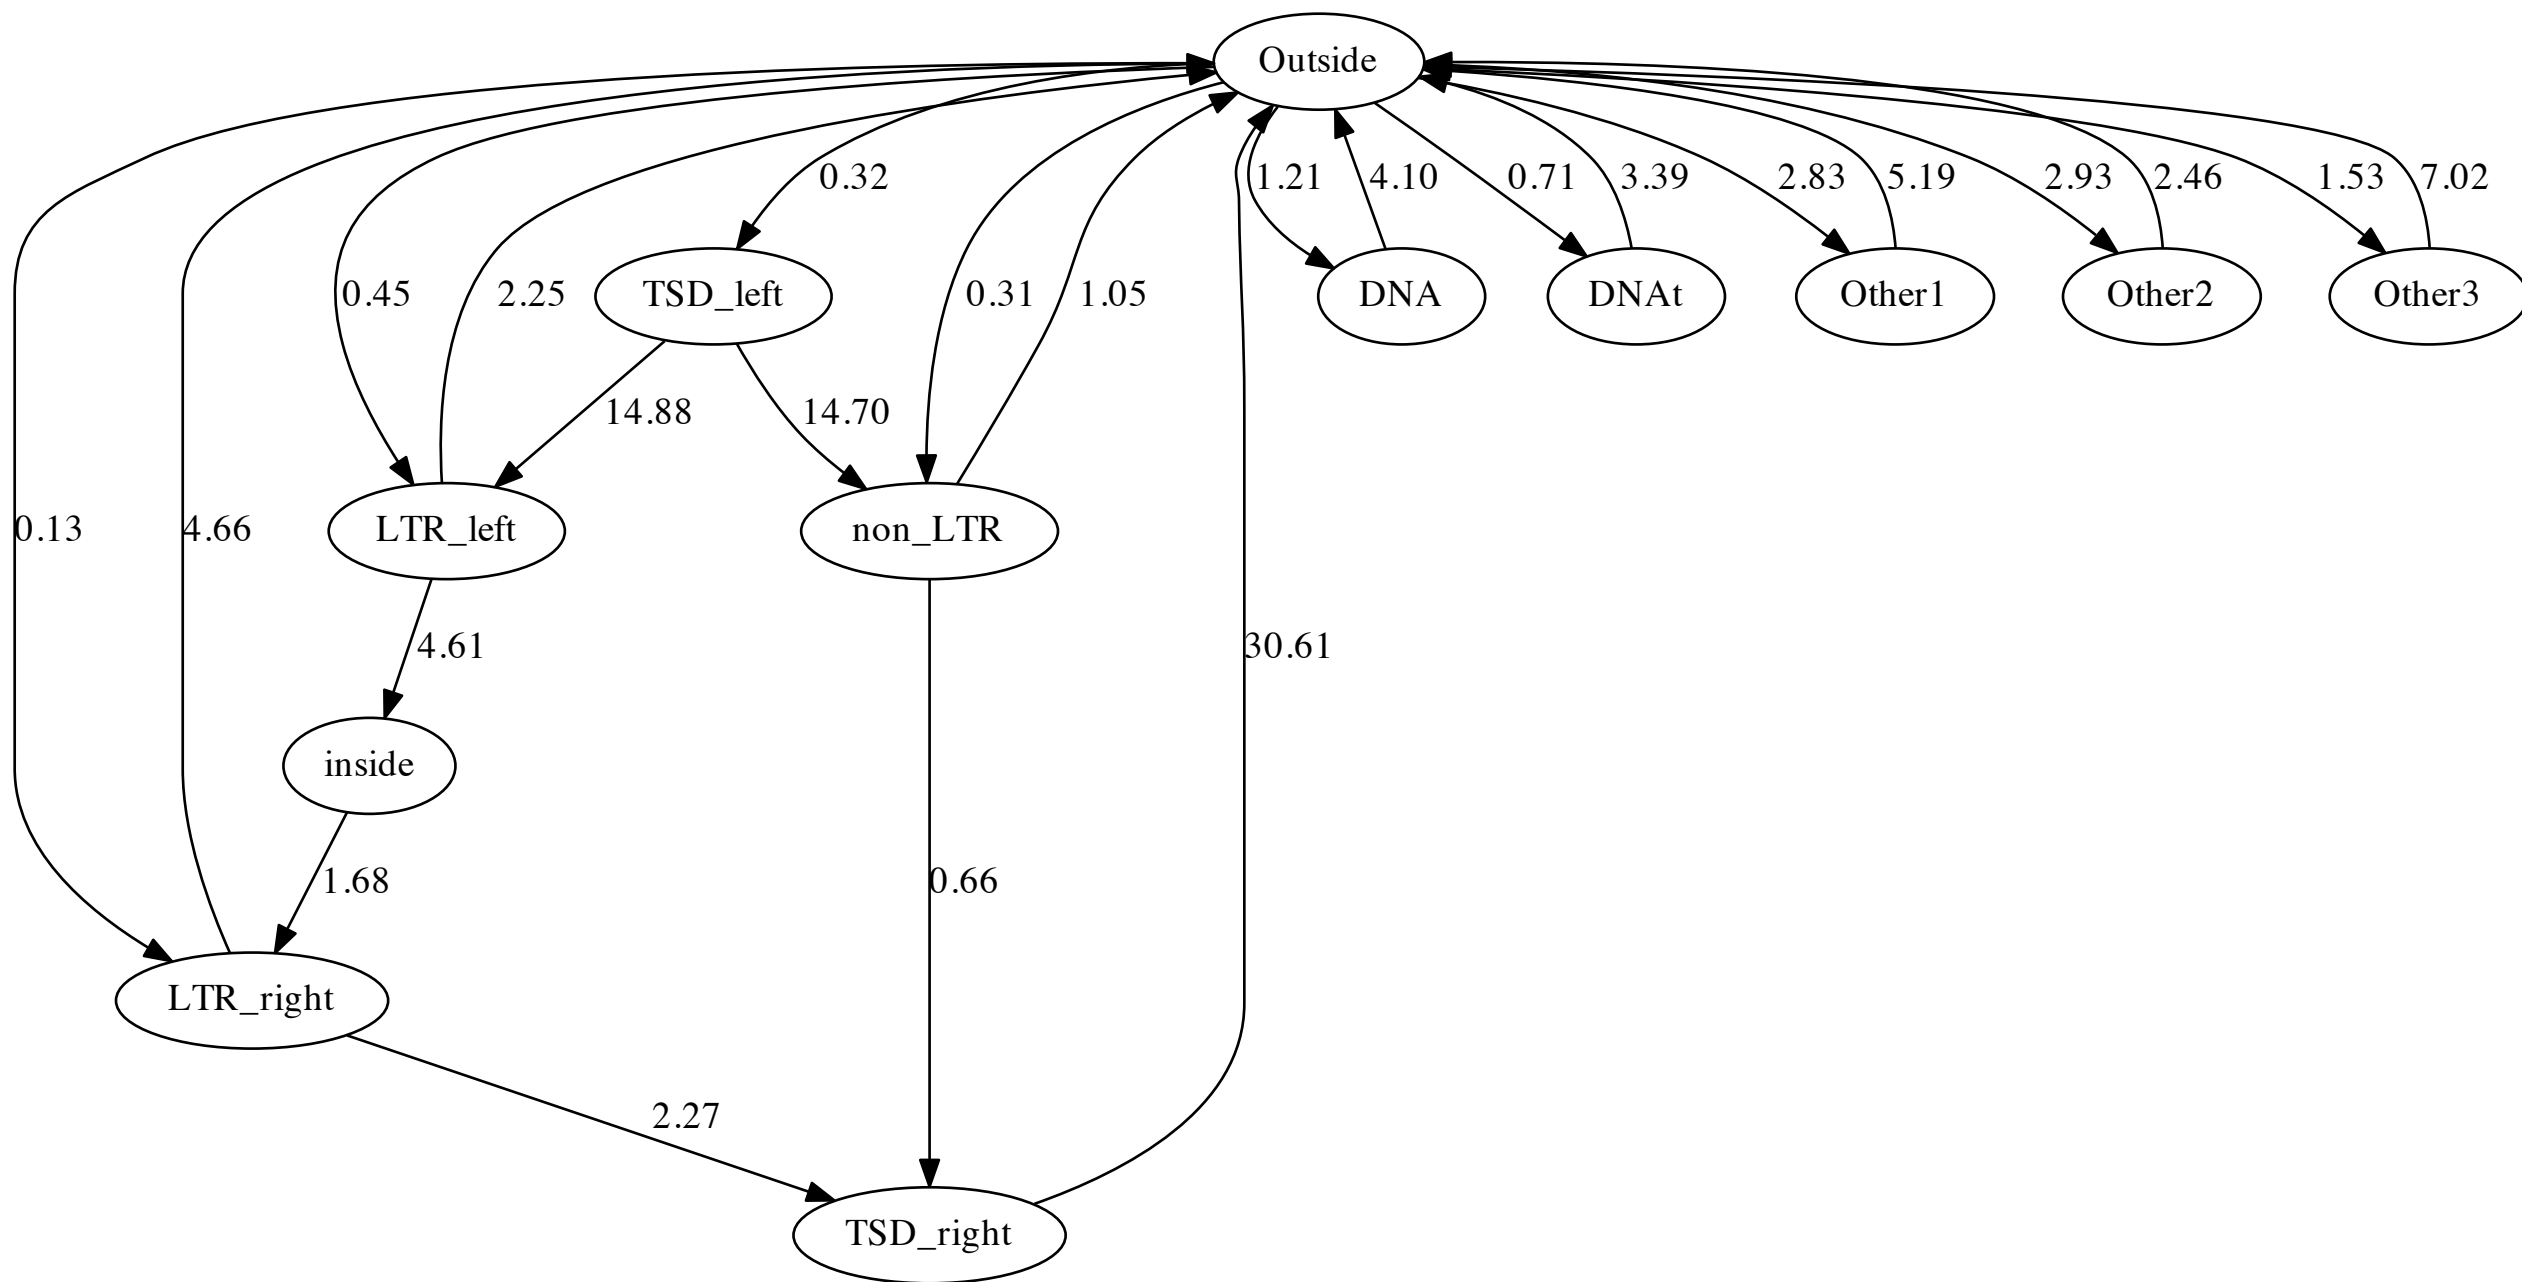 Outside
0.32
1.21
4.10
0.71
3.39
2.83
5.19
2.93
2.46
1.53
7.02
0.45
2.25
TSD_left
0.31
1.05
DNA
DNAt
Other1
Other2
Other3
14.88
14.70
0.13
4.66
LTR_left
non_LTR
4.61
30.61
inside
1.68
0.66
LTR_right
2.27
TSD_right